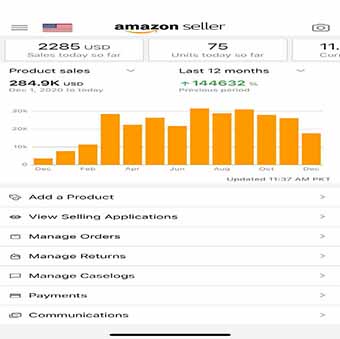 amazon seller
2285 USD 75 11.
Sales today so far Units today so far Cur
Product sales Last 12 months
284.9K USD +144632 %
Dec 1, 2020 to today Previous period
30k
20k
10k
0
Dec Feb Apr Jun Aug Oct Dec
Updated 11:37 AM PKT
Add a Product
View Selling Applications
Manage Orders
Manage Returns
Manage Caselogs
Payments
Communications